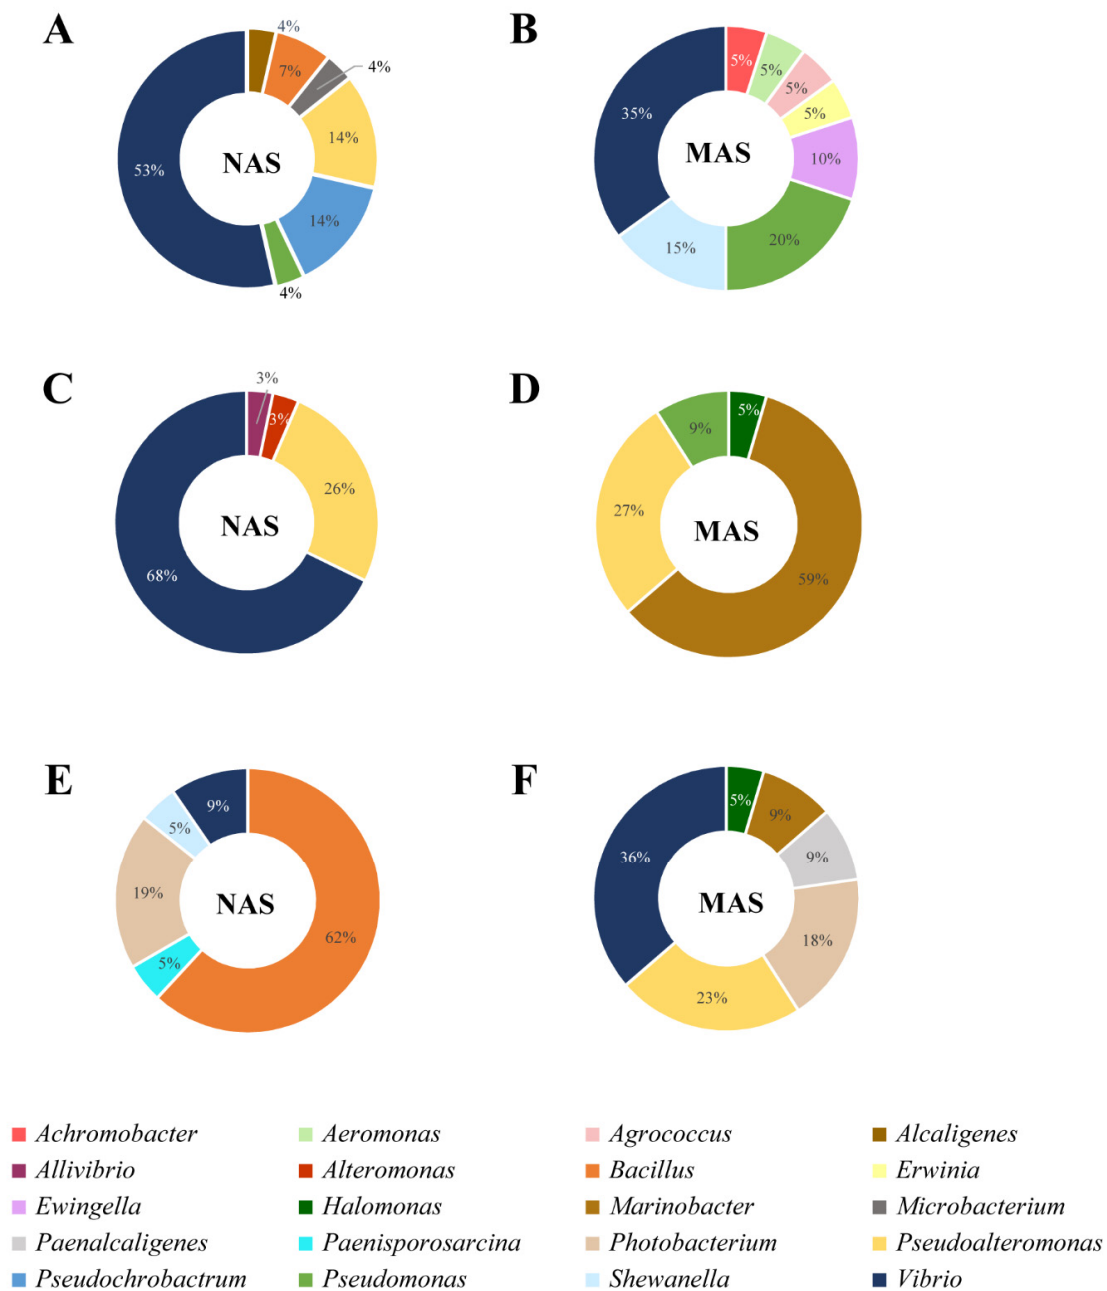 A
B
4%
7%
4%
14%
14%
4%
53%
NAS
5%
5%
5%
5%
10%
20%
15%
35%
MAS
C
D
3%
3%
26%
68%
NAS
5%
59%
27%
9%
MAS
E
F
9%
5%
19%
5%
62%
NAS
5%
9%
9%
18%
23%
36%
MAS
Achromobacter
Aeromonas
Agrococcus
Alcaligenes
Allivibrio
Alteromonas
Bacillus
Erwinia
Ewingella
Halomonas
Marinobacter
Microbacterium
Paenalcaligenes
Paenisporosarcina
Photobacterium
Pseudoalteromonas
Pseudochrobactrum
Pseudomonas
Shewanella
Vibrio